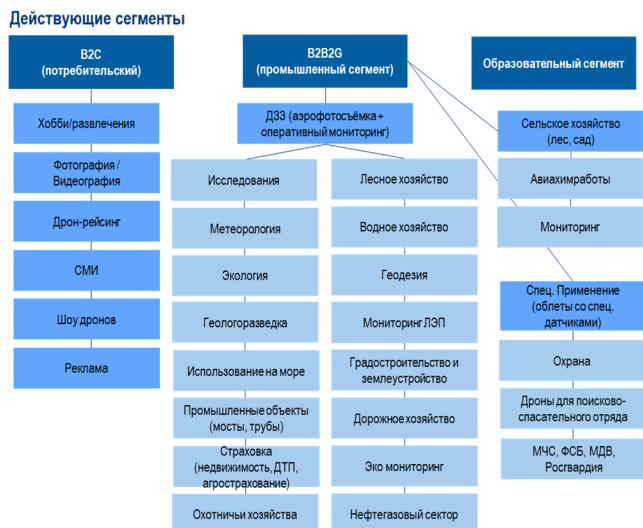 Действующие сегменты
B2C
(потребительский)
Хобби/развлечения
Фотография /
Видеография
Дрон-рейсинг
СМИ
Шоу дронов
Реклама
B2B2G
(промышленный сегмент)
ДЗЗ (аэрофотосъёмка +
оперативный мониторинг)
Исследования
Метеорология
Экология
Геологоразведка
Использование на море
Промышленные объекты
(мосты, трубы)
Страховка
(недвижимость, ДТП,
агрострахование)
Охотничьи хозяйства
Лесное хозяйство
Водное хозяйство
Геодезия
Мониторинг ЛЭП
Градостроительство и
землеустройство
Дорожное хозяйство
Эко мониторинг
Нефтегазовый сектор
Образовательный сегмент
Сельское хозяйство
(лес, сад)
Авиахимработы
Мониторинг
Спец. Применение
(облеты со спец.
датчиками)
Охрана
Дроны для поисково-
спасательного отряда
МЧС, ФСБ, МДВ,
Росгвардия